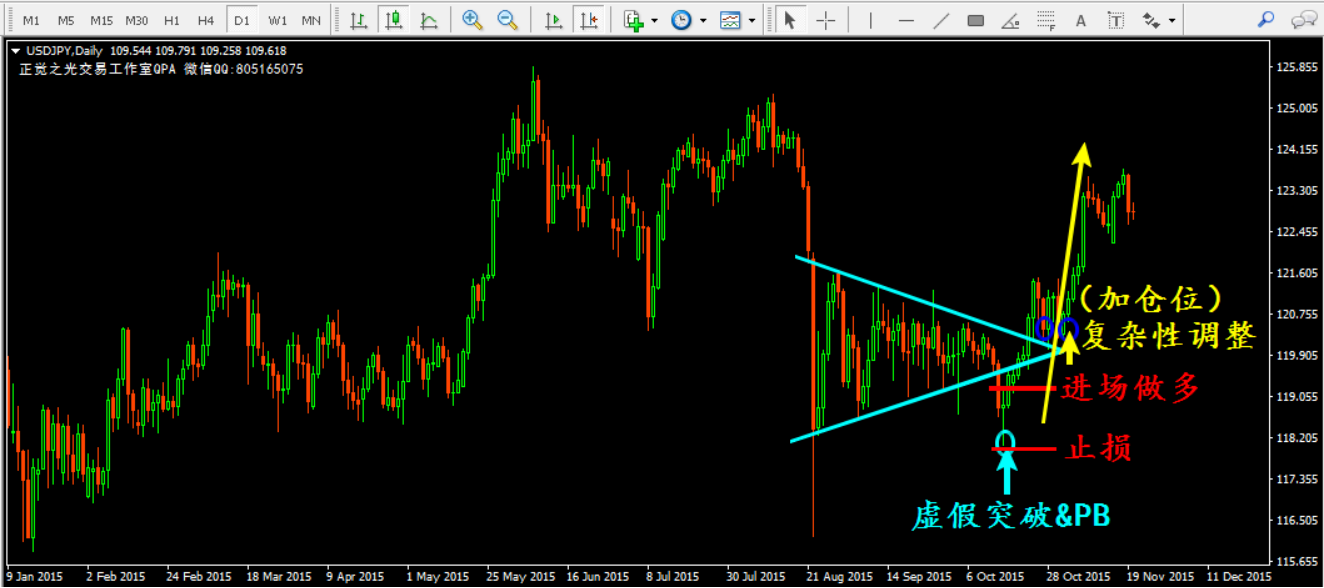 M1 M5 M15 M30 H1 H4 D1 W1 MN
A T
USDJPY,Daily 109.544 109.791 109.258 109.618
正觉之光交易工作室QPA 微信QQ:805165075
125.855
125.005
124.155
123.305
122.455
121.605
(加仓位)
120.755
复杂性调整
119.905
进场做多
119.055
118.205
止损
117.355
虚假突破&PB
116.505
115.655
9 Jan 2015 2 Feb 2015 24 Feb 2015 18 Mar 2015 9 Apr 2015 1 May 2015 25 May 2015 16 Jun 2015 8 Jul 2015 30 Jul 2015 21 Aug 2015 14 Sep 2015 6 Oct 2015 28 Oct 2015 19 Nov 2015 11 Dec 2015